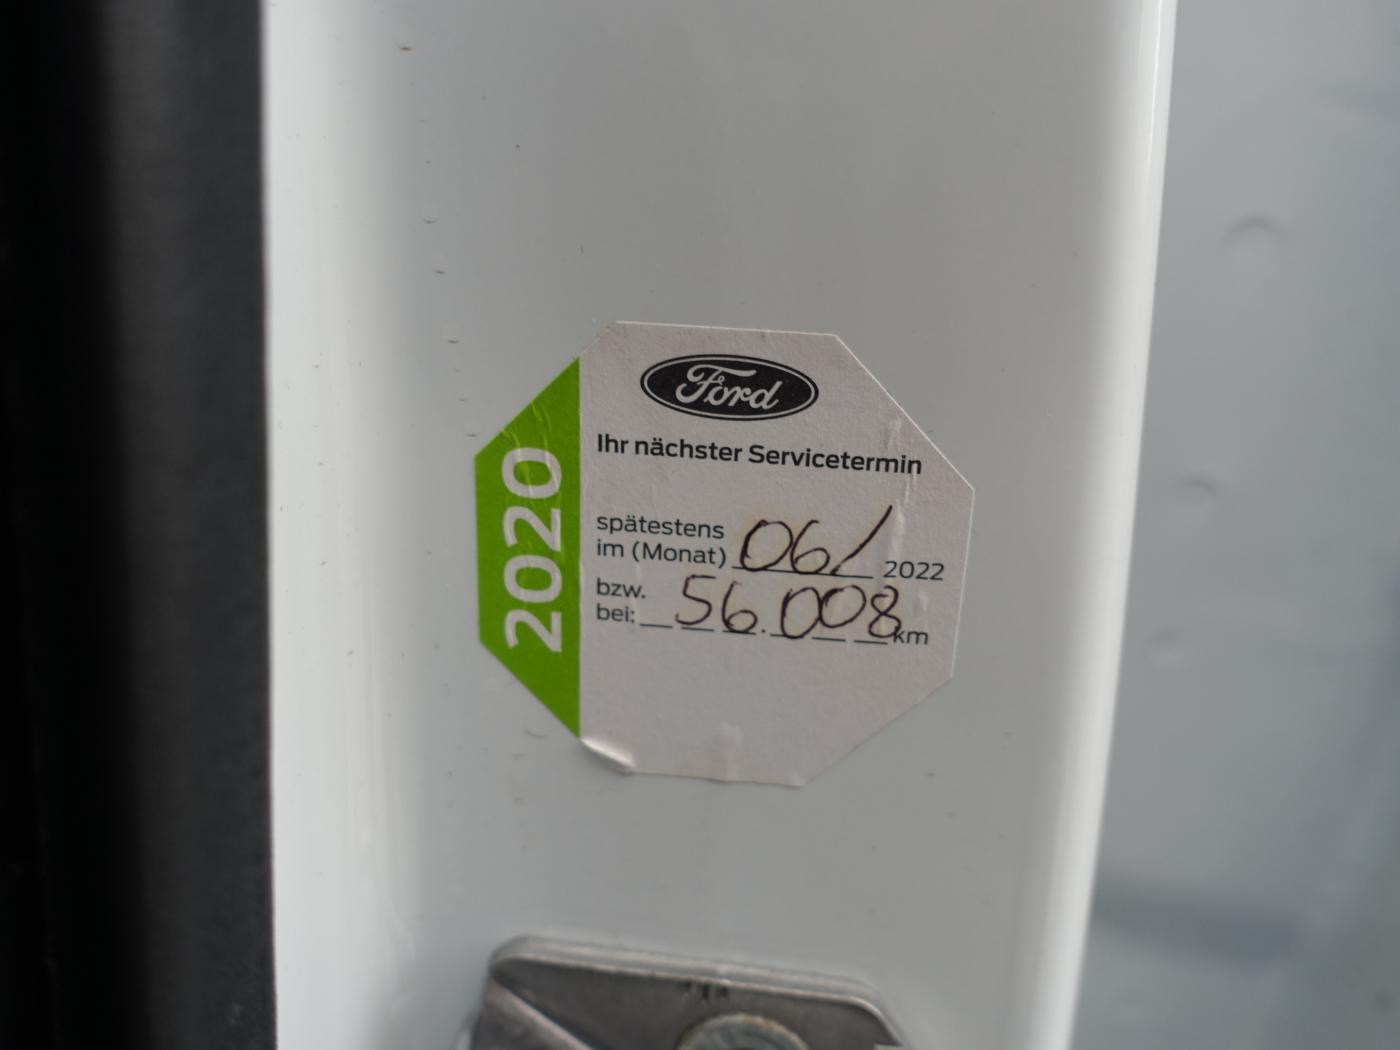 2020
Ford
Ihr nächster Servicetermin
spätestens
im (Monat) 06/ 2022
bzw.
bei: 56.008 km